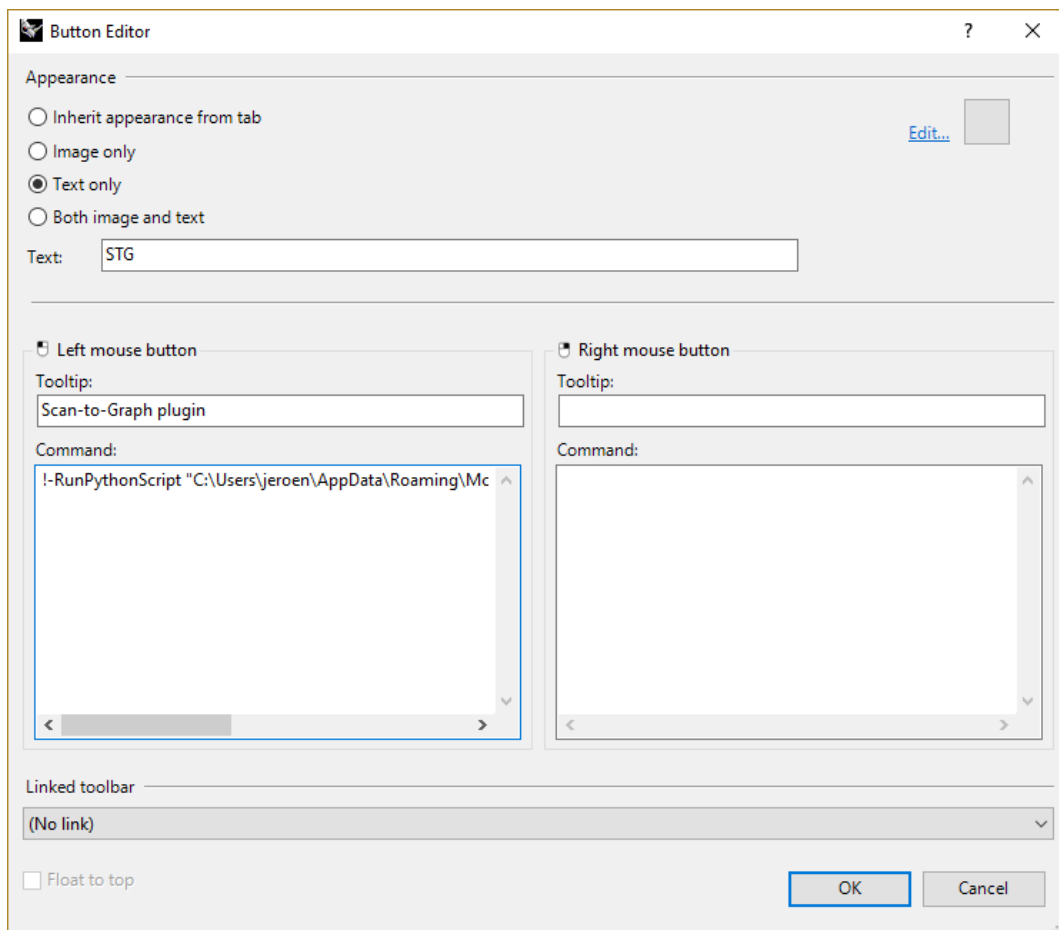 Button Editor
?
Appearance
Inherit appearance from tab
Edit...
Image only
Text only
Both image and text
Text:
STG
Left mouse button
Right mouse button
Tooltip:
Tooltip:
Scan-to-Graph plugin
Command:
Command:
!-RunPythonScript "C:\Users\jeroen\AppData\Roaming\Mc
Linked toolbar
(No link)
Float to top
OK
Cancel